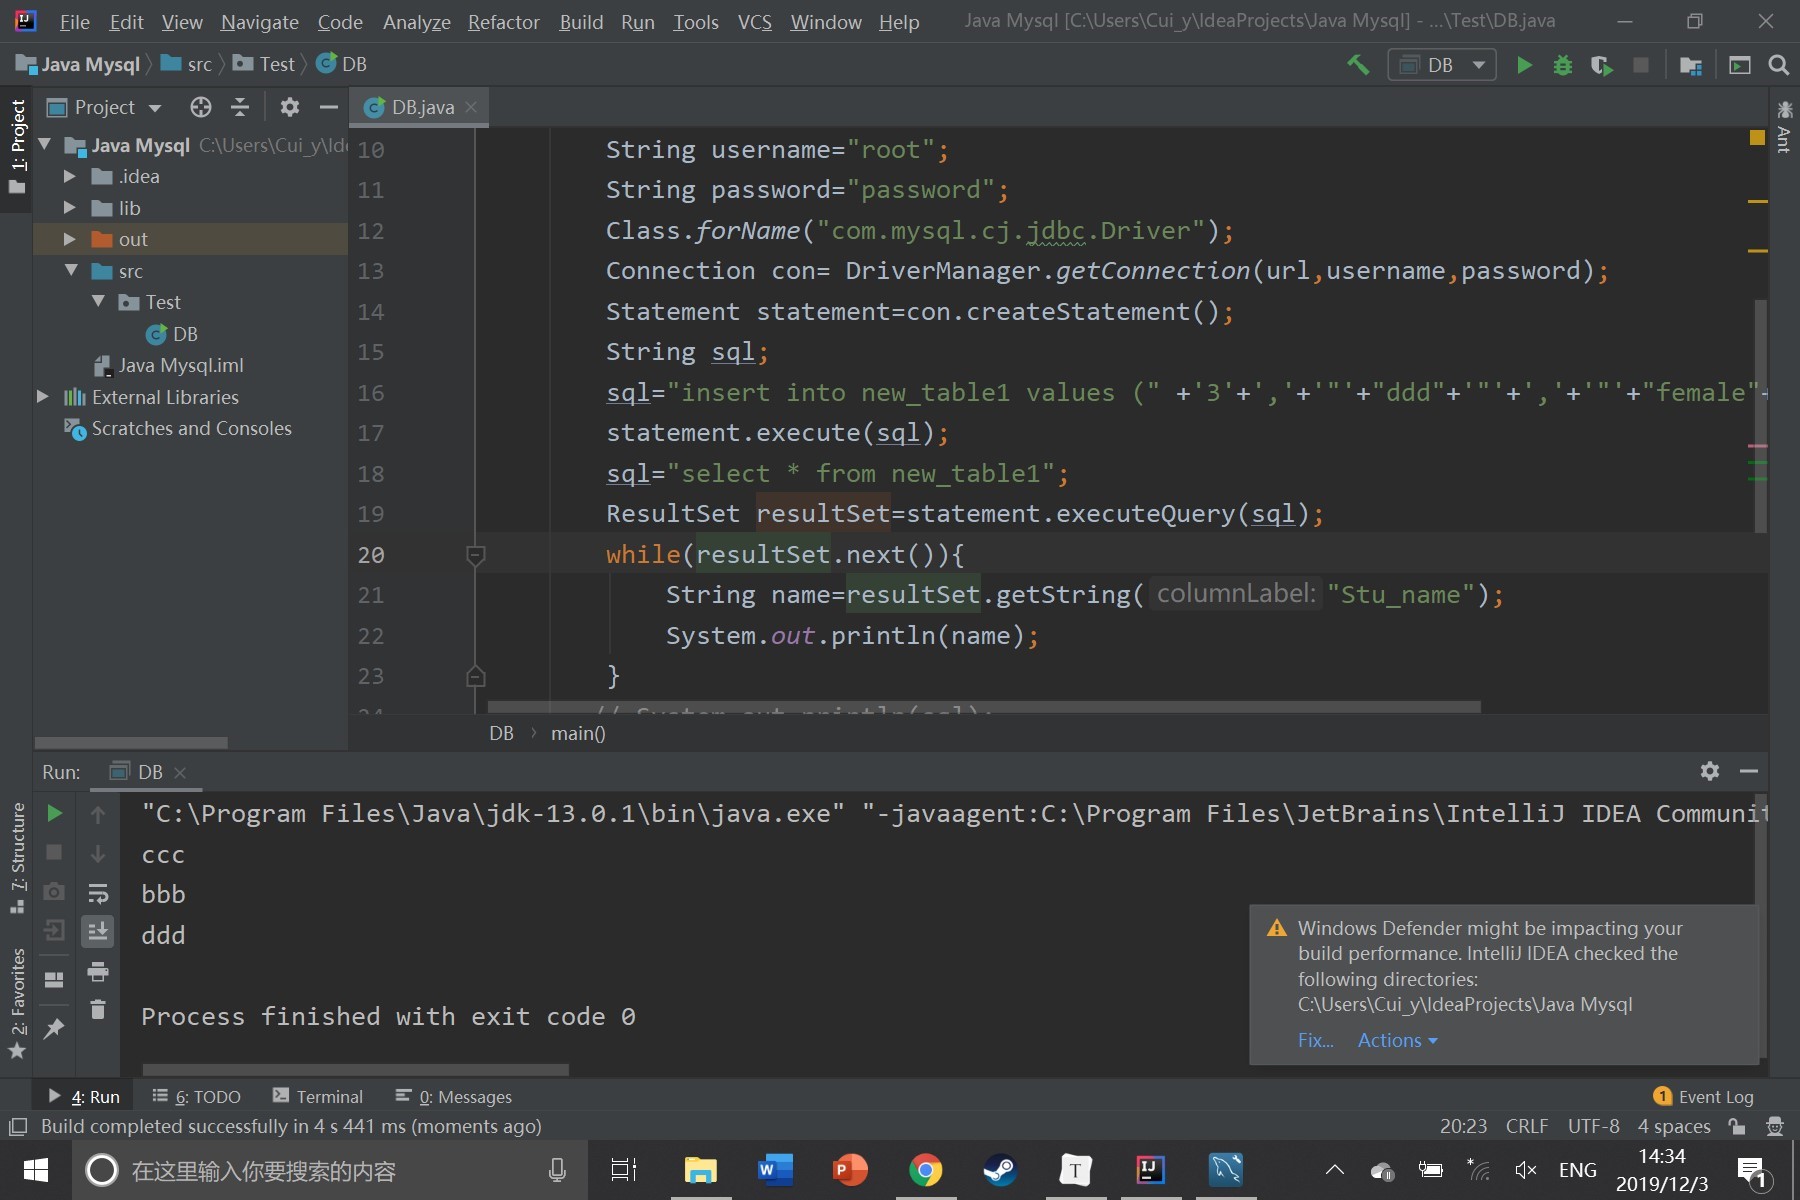 File Edit View Navigate Code Analyze Refactor Build Run Tools VCS Window Help Java Mysql [C:\Users\Cui_y\IdeaProjects\Java Mysql] - ...\Test\DB.java
Java Mysql src Test DB
DB
1: Project
Project
Java Mysql C:\Users\Cui_y\Ide
.idea
lib
out
src
Test
DB
Java Mysql.iml
External Libraries
Scratches and Consoles
DB.java
Ant
10 String username="root";
11 String password="password";
12 Class.forName("com.mysql.cj.jdbc.Driver");
13 Connection con= DriverManager.getConnection(url,username,password);
14 Statement statement=con.createStatement();
15 String sql;
16 sql="insert into new_table1 values (" +'3'+','+'"'+"ddd"+'"'+','+'"'+"female"+
17 statement.execute(sql);
18 sql="select * from new_table1";
19 ResultSet resultSet=statement.executeQuery(sql);
20 while(resultSet.next()){
21 String name=resultSet.getString( columnLabel: "Stu_name");
22 System.out.println(name);
23 }
24 // System.out.println(sql);
DB main()
Run: DB
7: Structure
2: Favorites
"C:\Program Files\Java\jdk-13.0.1\bin\java.exe" "-javaagent:C:\Program Files\JetBrains\IntelliJ IDEA Communit
ccc
bbb
ddd
Process finished with exit code 0
Windows Defender might be impacting your
build performance. IntelliJ IDEA checked the
following directories:
C:\Users\Cui_y\IdeaProjects\Java Mysql
Fix... Actions
4: Run 6: TODO Terminal 0: Messages 1 Event Log
Build completed successfully in 4 s 441 ms (moments ago) 20:23 CRLF UTF-8 4 spaces
在这里输入你要搜索的内容
ENG
14:34
2019/12/3
1